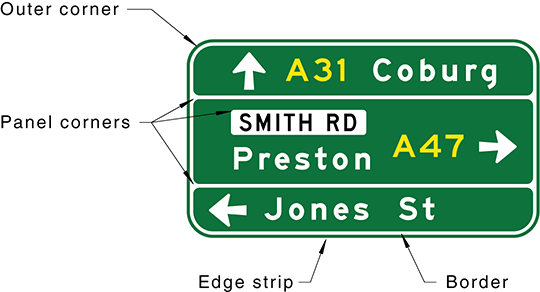 Outer corner
A31 Coburg
Panel corners
SMITH RD
Preston
A47
Jones St
Edge strip
Border